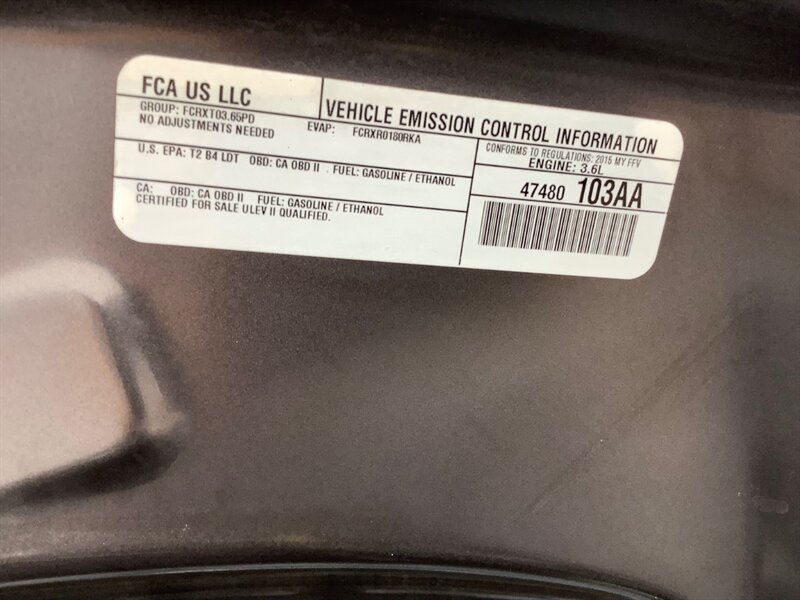 FCA US LLC
VEHICLE EMISSION CONTROL INFORMATION
GROUP: FCRXT03.65PD EVAP: FCRXR0180RKA
NO ADJUSTMENTS NEEDED
CONFORMS TO REGULATIONS: 2015 MY FFV
ENGINE: 3.6L
U.S. EPA: T2 B4 LDT OBD: CA OBD II . FUEL: GASOLINE / ETHANOL
47480 103AA
CA: OBD: CA OBD II FUEL: GASOLINE / ETHANOL
CERTIFIED FOR SALE ULEV II QUALIFIED.